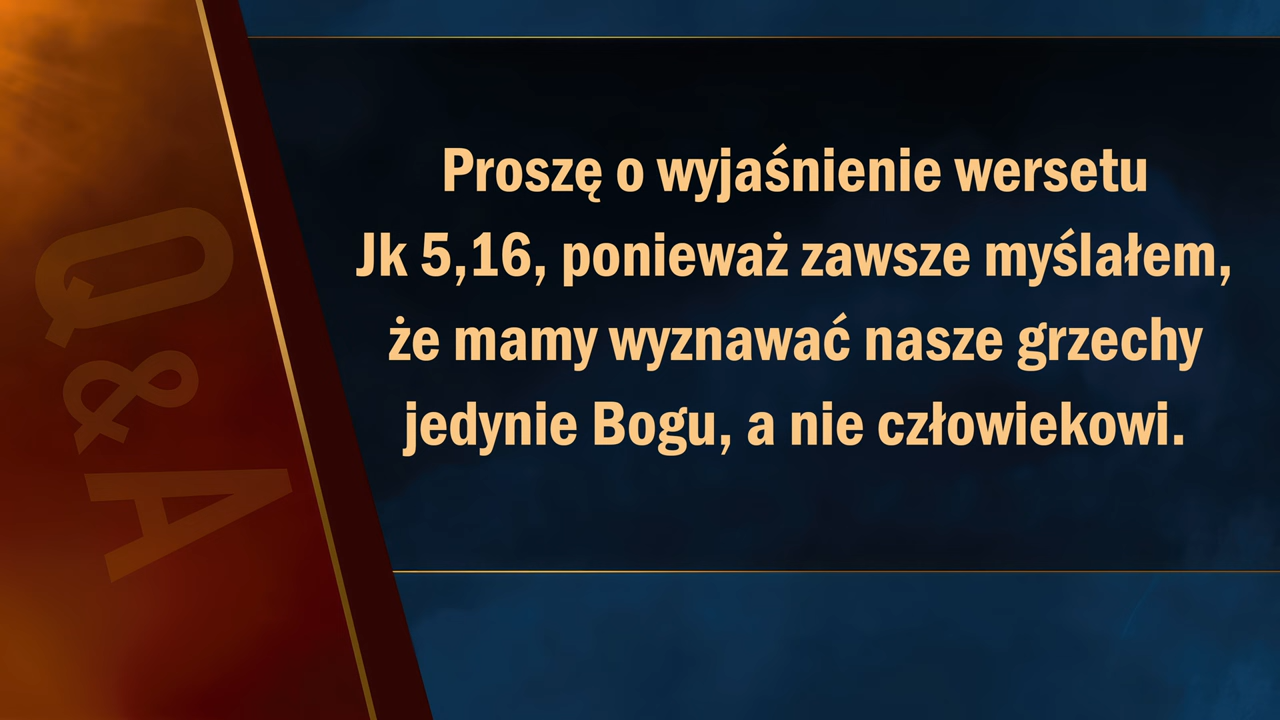 Q&A
Proszę o wyjaśnienie wersetu
Jk 5,16, ponieważ zawsze myślałem,
że mamy wyznawać nasze grzechy
jedynie Bogu, a nie człowiekowi.